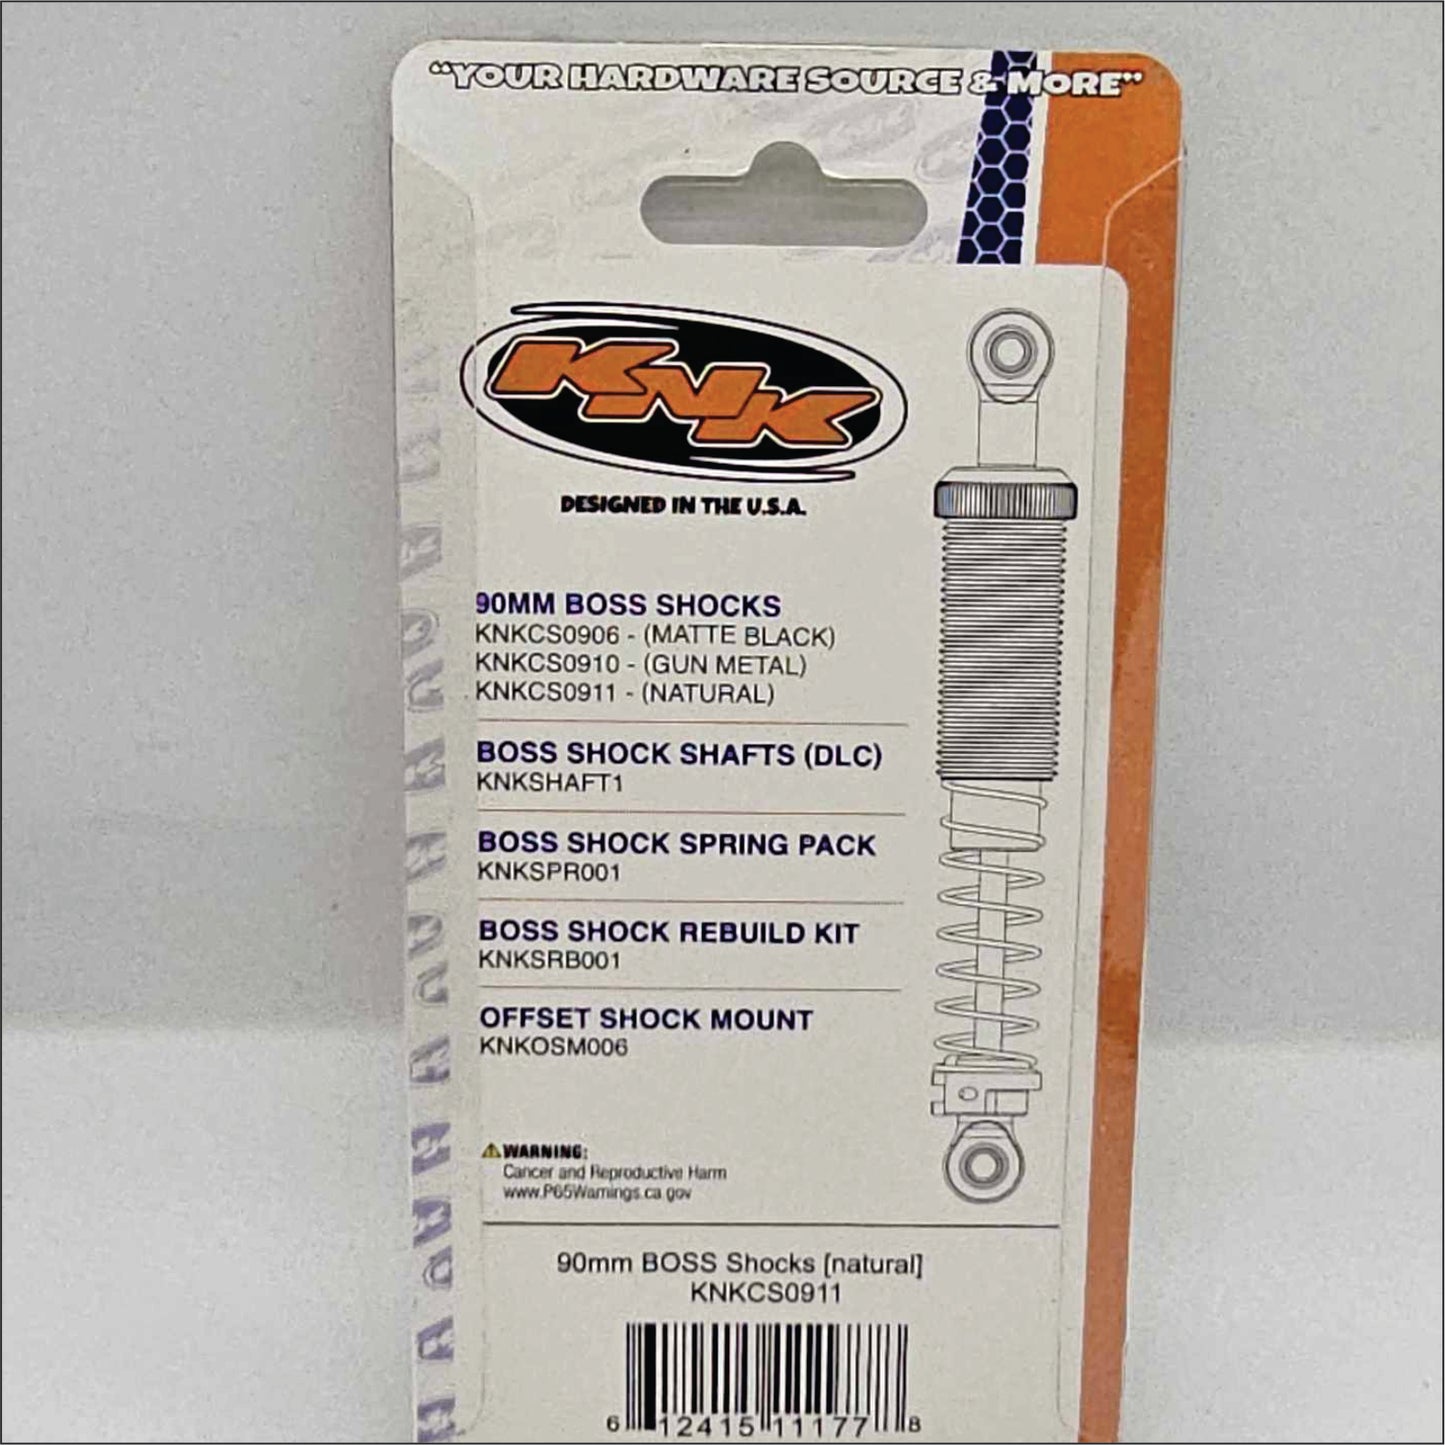 “YOUR HARDWARE SOURCE & MORE”
KNK
DESIGNED IN THE U.S.A.
90MM BOSS SHOCKS
KNKCS0906 - (MATTE BLACK)
KNKCS0910 - (GUN METAL)
KNKCS0911 - (NATURAL)
BOSS SHOCK SHAFTS (DLC)
KNKSHAFT1
BOSS SHOCK SPRING PACK
KNKSPR001
BOSS SHOCK REBUILD KIT
KNKSRB001
OFFSET SHOCK MOUNT
KNKOSM006
⚠WARNING:
Cancer and Reproductive Harm
www.P65Warnings.ca.gov
90mm BOSS Shocks [natural]
KNKCS0911
6 12415 11177 8